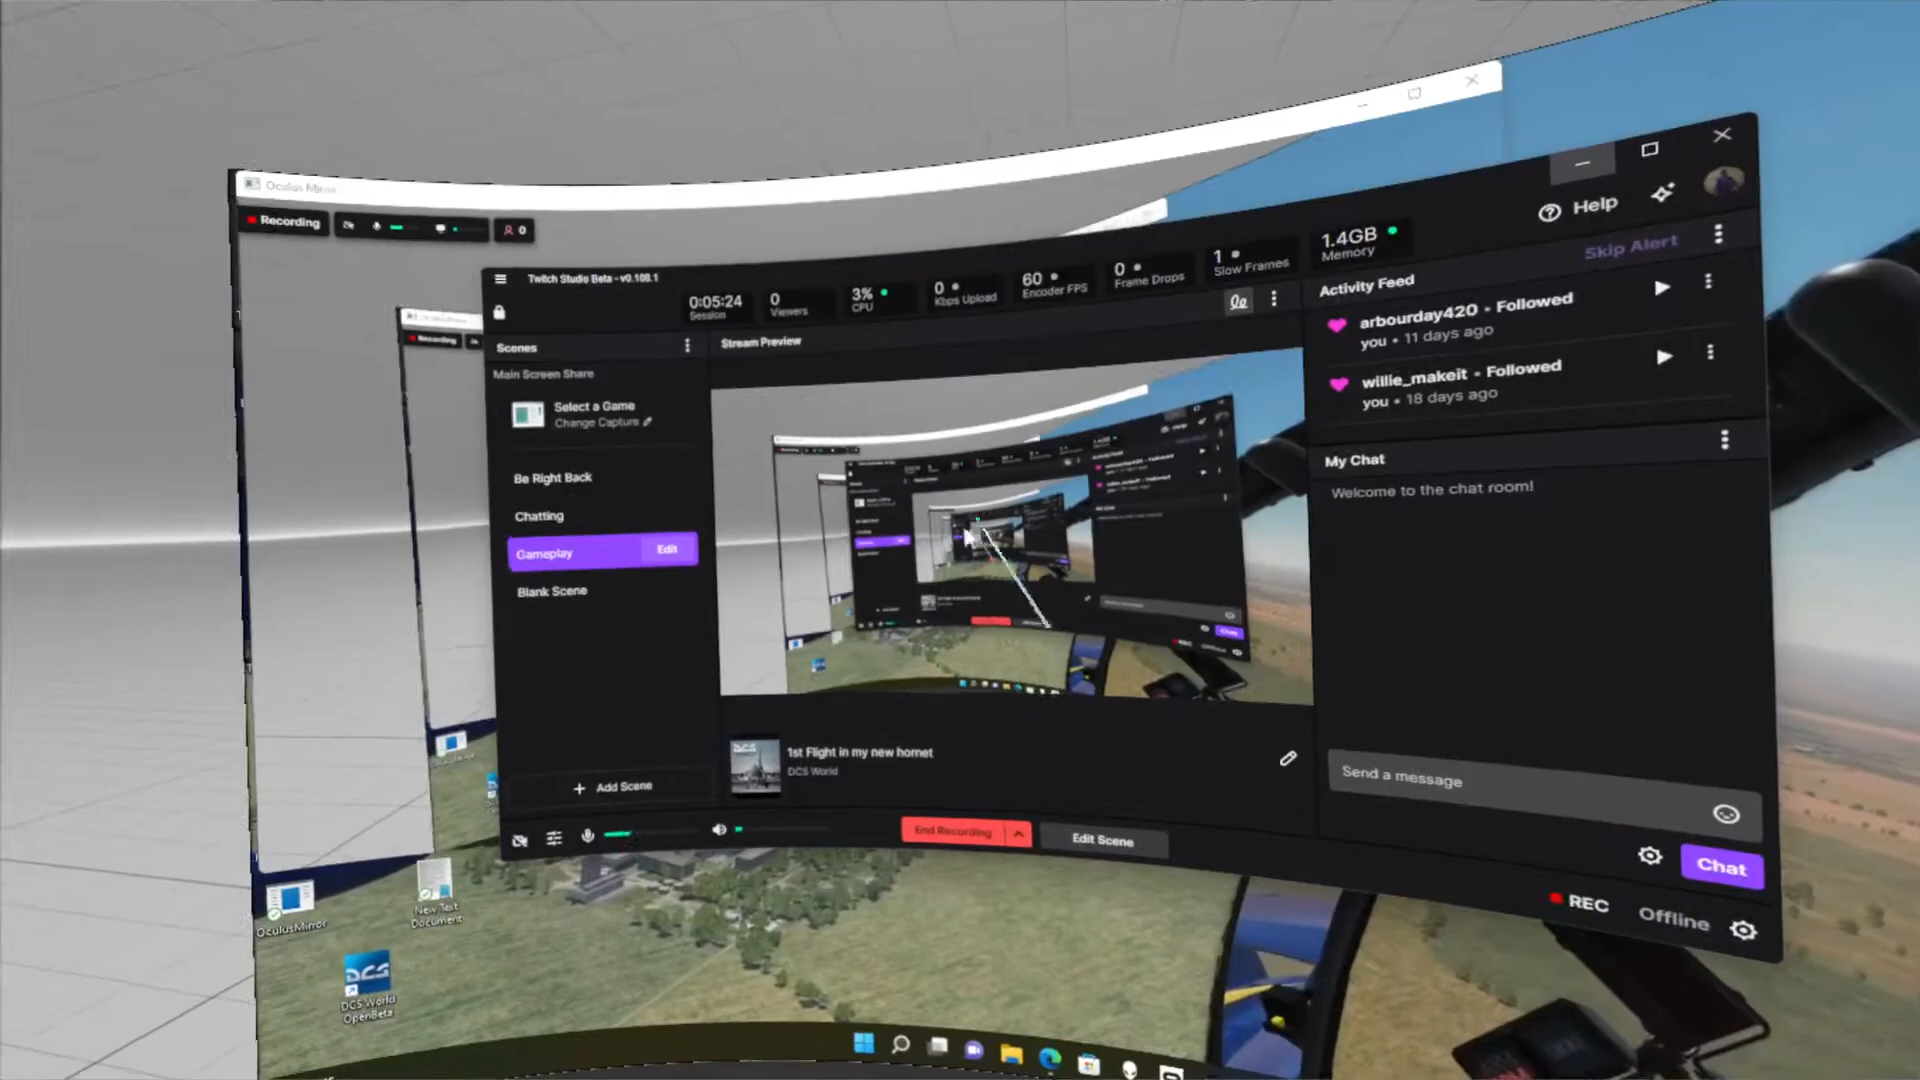 Oculus Mirror
Recording
0
Twitch Studio Beta - v0.108.1
0:05:24
Session
0
Viewers
3%
CPU
0
Kbps Upload
60
Encoder FPS
0
Frame Drops
1
Slow Frames
1.4GB
Memory
Help
Skip Alert
Scenes
Main Screen Share
Select a Game
Change Capture
Be Right Back
Chatting
Gameplay
Edit
Blank Scene
Add Scene
Stream Preview
1st Flight in my new hornet
DCS World
End Recording
Edit Scene
Activity Feed
arbourday420 • Followed
you • 11 days ago
willie_makeit • Followed
you • 18 days ago
My Chat
Welcome to the chat room!
Send a message
Chat
REC
Offline
Recording
OculusMirror
New Text
Document
DCS
DCS World
OpenBeta